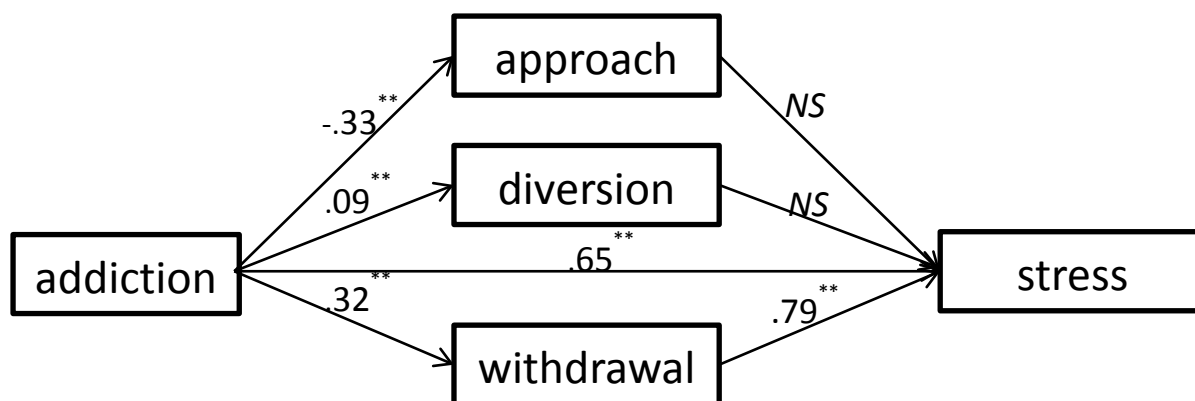 approach
-.33**
NS
diversion
.09**
NS
addiction
.65**
stress
.32**
.79**
withdrawal